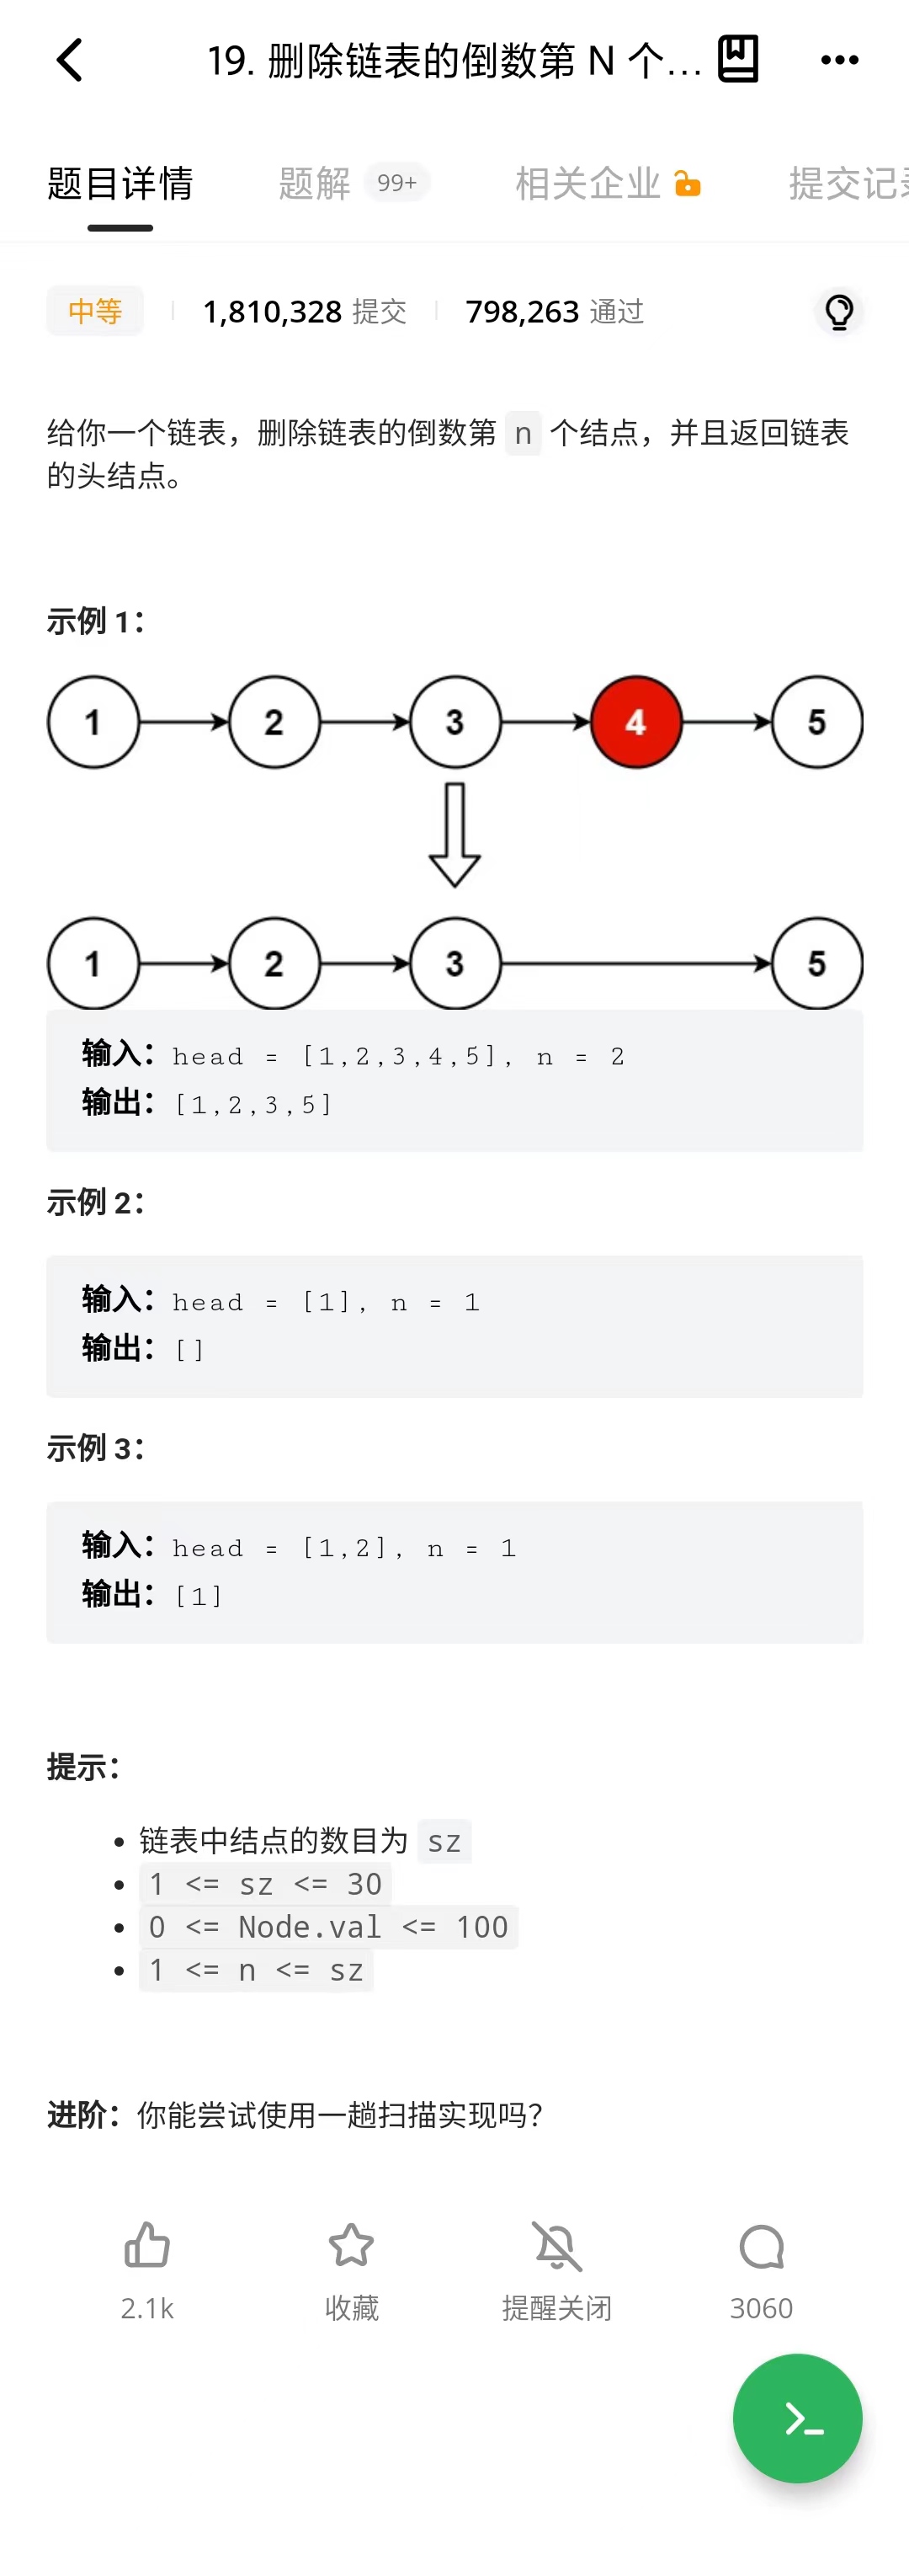 19. 删除链表的倒数第 N 个...
题目详情 题解 99+ 相关企业 提交记
中等 1,810,328 提交 798,263 通过
给你一个链表，删除链表的倒数第 n 个结点，并且返回链表
的头结点。
示例 1：
1 2 3 4 5
1 2 3 5
输入：head = [1,2,3,4,5], n = 2
输出：[1,2,3,5]
示例 2：
输入：head = [1], n = 1
输出：[]
示例 3：
输入：head = [1,2], n = 1
输出：[1]
提示：
• 链表中结点的数目为 sz
• 1 <= sz <= 30
• 0 <= Node.val <= 100
• 1 <= n <= sz
进阶：你能尝试使用一趟扫描实现吗？
2.1k 收藏 提醒关闭 3060